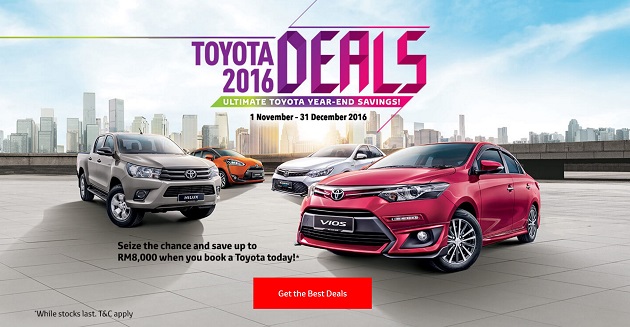 TOYOTA
2016 DEALS
ULTIMATE TOYOTA YEAR-END SAVINGS!
1 November - 31 December 2016
HILUX
VIOS
Seize the chance and save up to
RM8,000 when you book a Toyota today!*
Get the Best Deals
*While stocks last. T&C apply